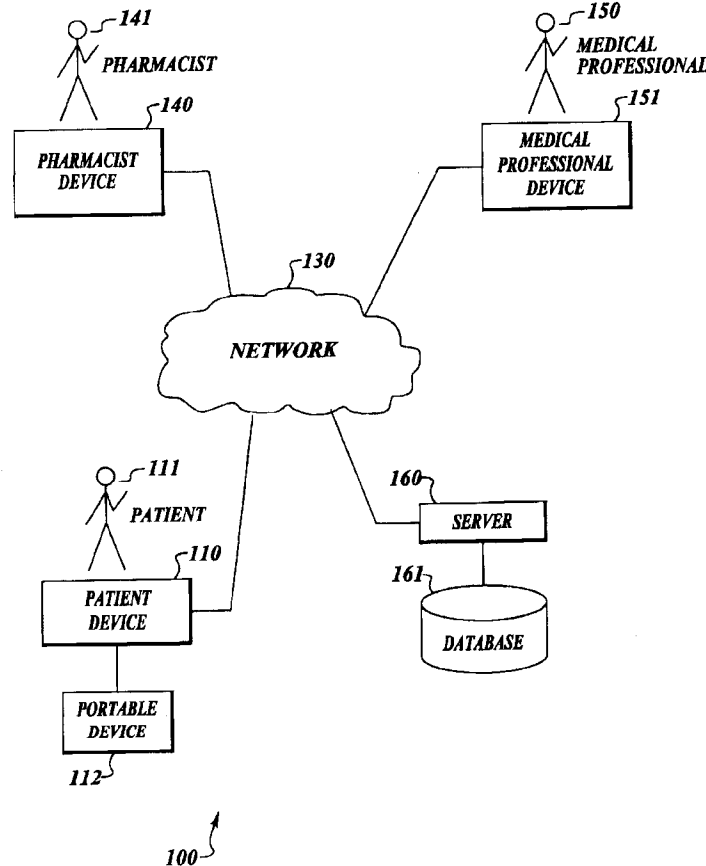 141
PHARMACIST
140
PHARMACIST
DEVICE
150
MEDICAL
PROFESSIONAL
151
MEDICAL
PROFESSIONAL
DEVICE
130
NETWORK
111
PATIENT
110
PATIENT
DEVICE
PORTABLE
DEVICE
112
160
SERVER
161
DATABASE
100